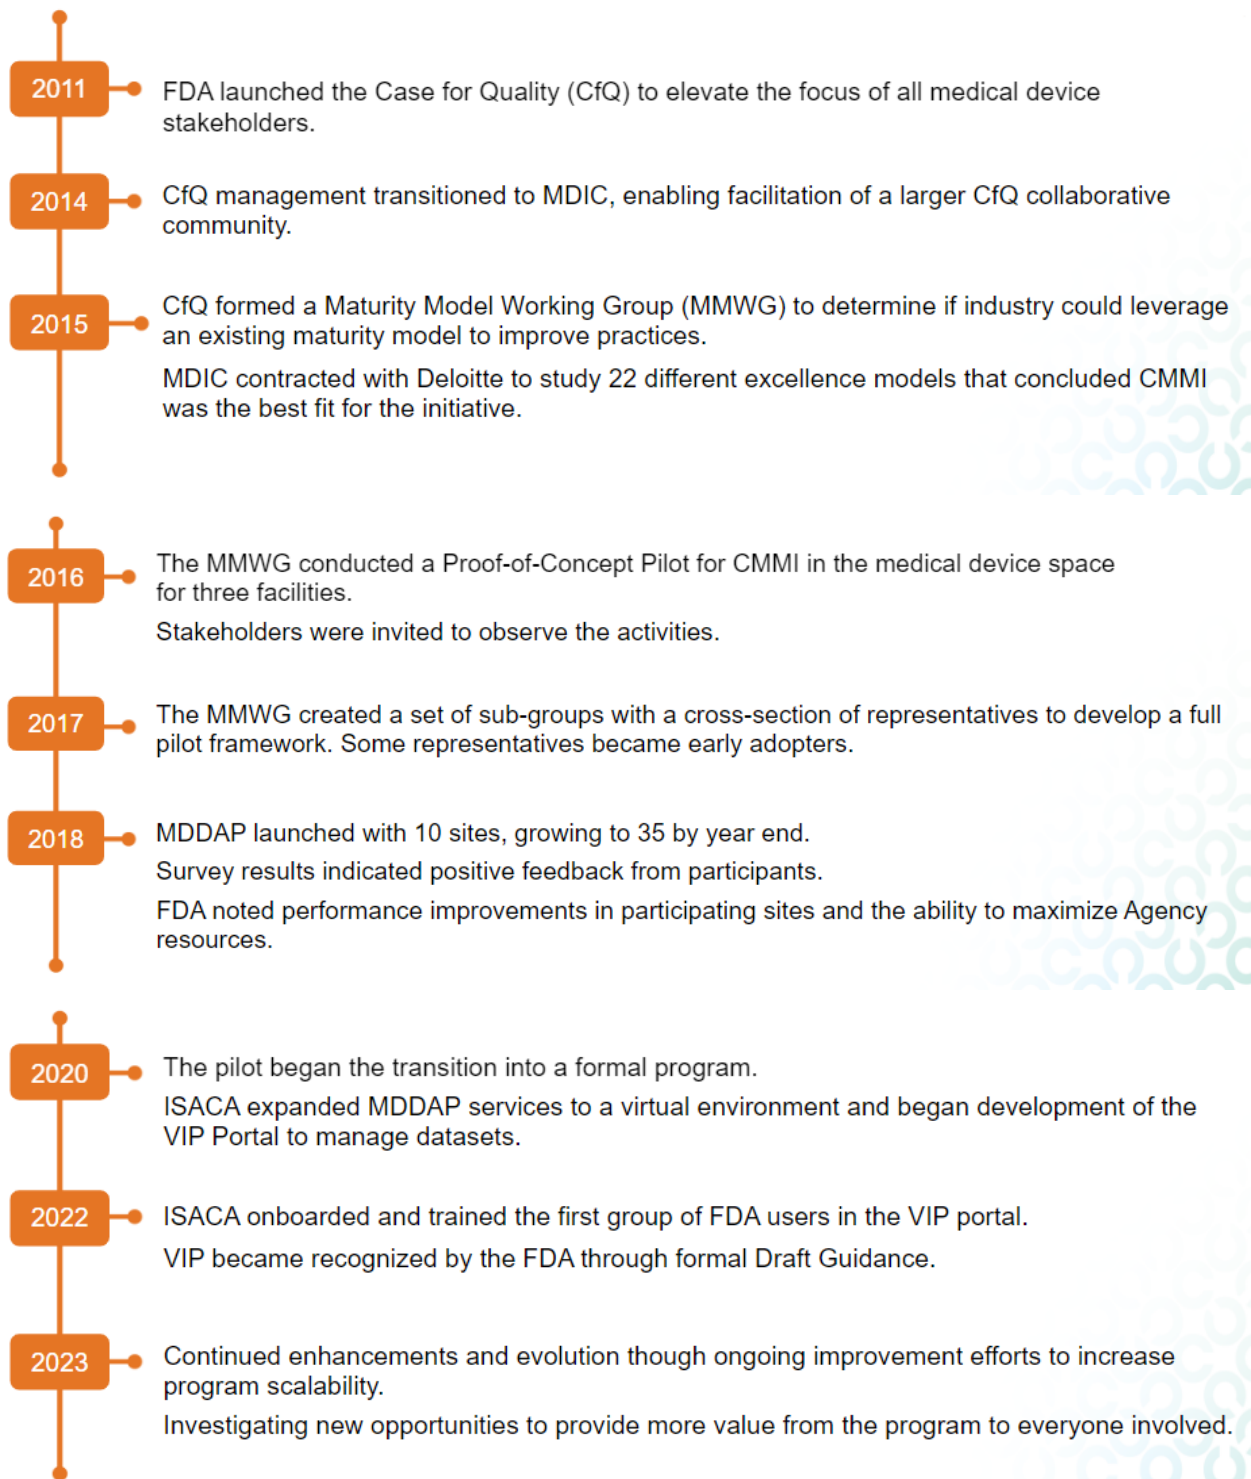 2011
FDA launched the Case for Quality (CfQ) to elevate the focus of all medical device
stakeholders.
2014
CfQ management transitioned to MDIC, enabling facilitation of a larger CfQ collaborative
community.
2015
CfQ formed a Maturity Model Working Group (MMWG) to determine if industry could leverage
an existing maturity model to improve practices.
MDIC contracted with Deloitte to study 22 different excellence models that concluded CMMI
was the best fit for the initiative.
2016
The MMWG conducted a Proof-of-Concept Pilot for CMMI in the medical device space
for three facilities.
Stakeholders were invited to observe the activities.
2017
The MMWG created a set of sub-groups with a cross-section of representatives to develop a full
pilot framework. Some representatives became early adopters.
2018
MDDAP launched with 10 sites, growing to 35 by year end.
Survey results indicated positive feedback from participants.
FDA noted performance improvements in participating sites and the ability to maximize Agency
resources.
2020
The pilot began the transition into a formal program.
ISACA expanded MDDAP services to a virtual environment and began development of the
VIP Portal to manage datasets.
2022
ISACA onboarded and trained the first group of FDA users in the VIP portal.
VIP became recognized by the FDA through formal Draft Guidance.
2023
Continued enhancements and evolution though ongoing improvement efforts to increase
program scalability.
Investigating new opportunities to provide more value from the program to everyone involved.